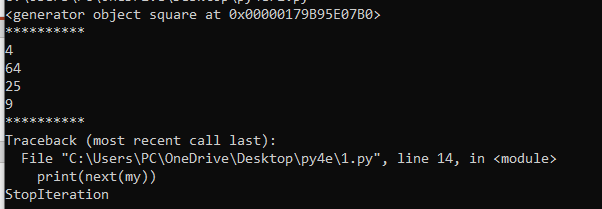 <generator object square at 0x00000179B95E07B0>
**********
4
64
25
9
**********
Traceback (most recent call last):
  File "C:\Users\PC\OneDrive\Desktop\py4e\1.py", line 14, in <module>
    print(next(my))
StopIteration